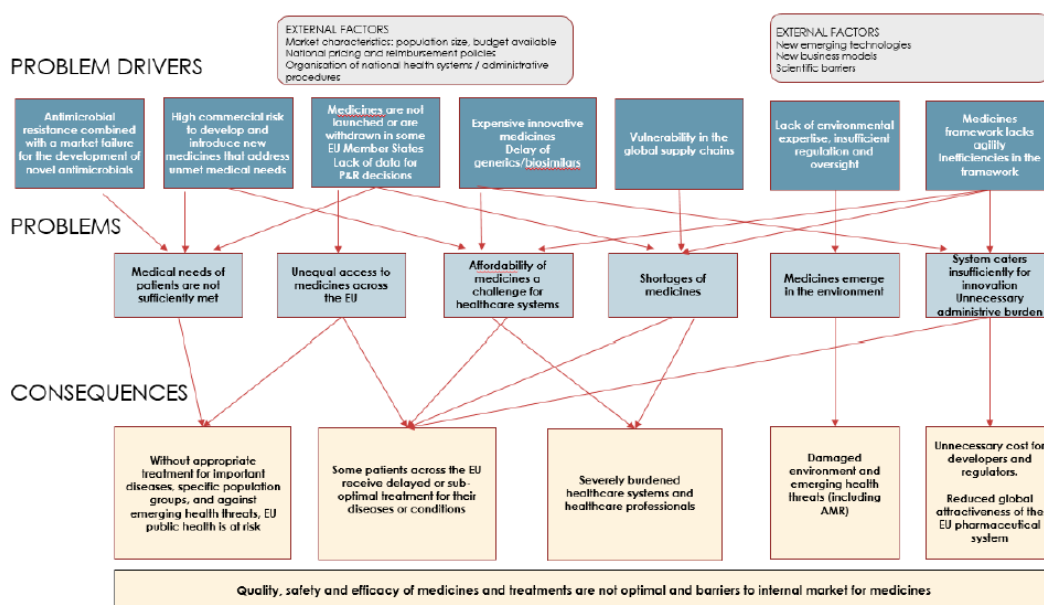 EXTERNAL FACTORS
Market characteristics: population size, budget available
National pricing and reimbursement policies
Organisation of national health systems / administrative
procedures
EXTERNAL FACTORS
New emerging technologies
New business models
Scientific barriers
PROBLEM DRIVERS
Antimicrobial
resistance combined
with a market failure
for the development of
novel antimicrobials
High commercial risk
to develop and
introduce new
medicines that address
unmet medical needs
Medicines are not
launched or are
withdrawn in some
EU Member States
Lack of data for
P&R decisions
Expensive innovative
medicines
Delay of
generics/biosimilars
Vulnerability in the
global supply chains
Lack of environmental
expertise, insufficient
regulation and
oversight
Medicines
framework lacks
agility
Inefficiencies in the
framework
PROBLEMS
Medical needs of
patients are not
sufficiently met
Unequal access to
medicines across
the EU
Affordability of
medicines a
challenge for
healthcare systems
Shortages of
medicines
Medicines emerge
in the environment
System caters
insufficiently for
innovation
Unnecessary
administrive burden
CONSEQUENCES
Without appropriate
treatment for important
diseases, specific population
groups, and against
emerging health threats, EU
public health is at risk
Some patients across the EU
receive delayed or sub-
optimal treatment for their
diseases or conditions
Severely burdened
healthcare systems and
healthcare professionals
Damaged
environment and
emerging health
threats (including
AMR)
Unnecessary cost for
developers and
regulators.
Reduced global
attractiveness of the
EU pharmaceutical
system
Quality, safety and efficacy of medicines and treatments are not optimal and barriers to internal market for medicines